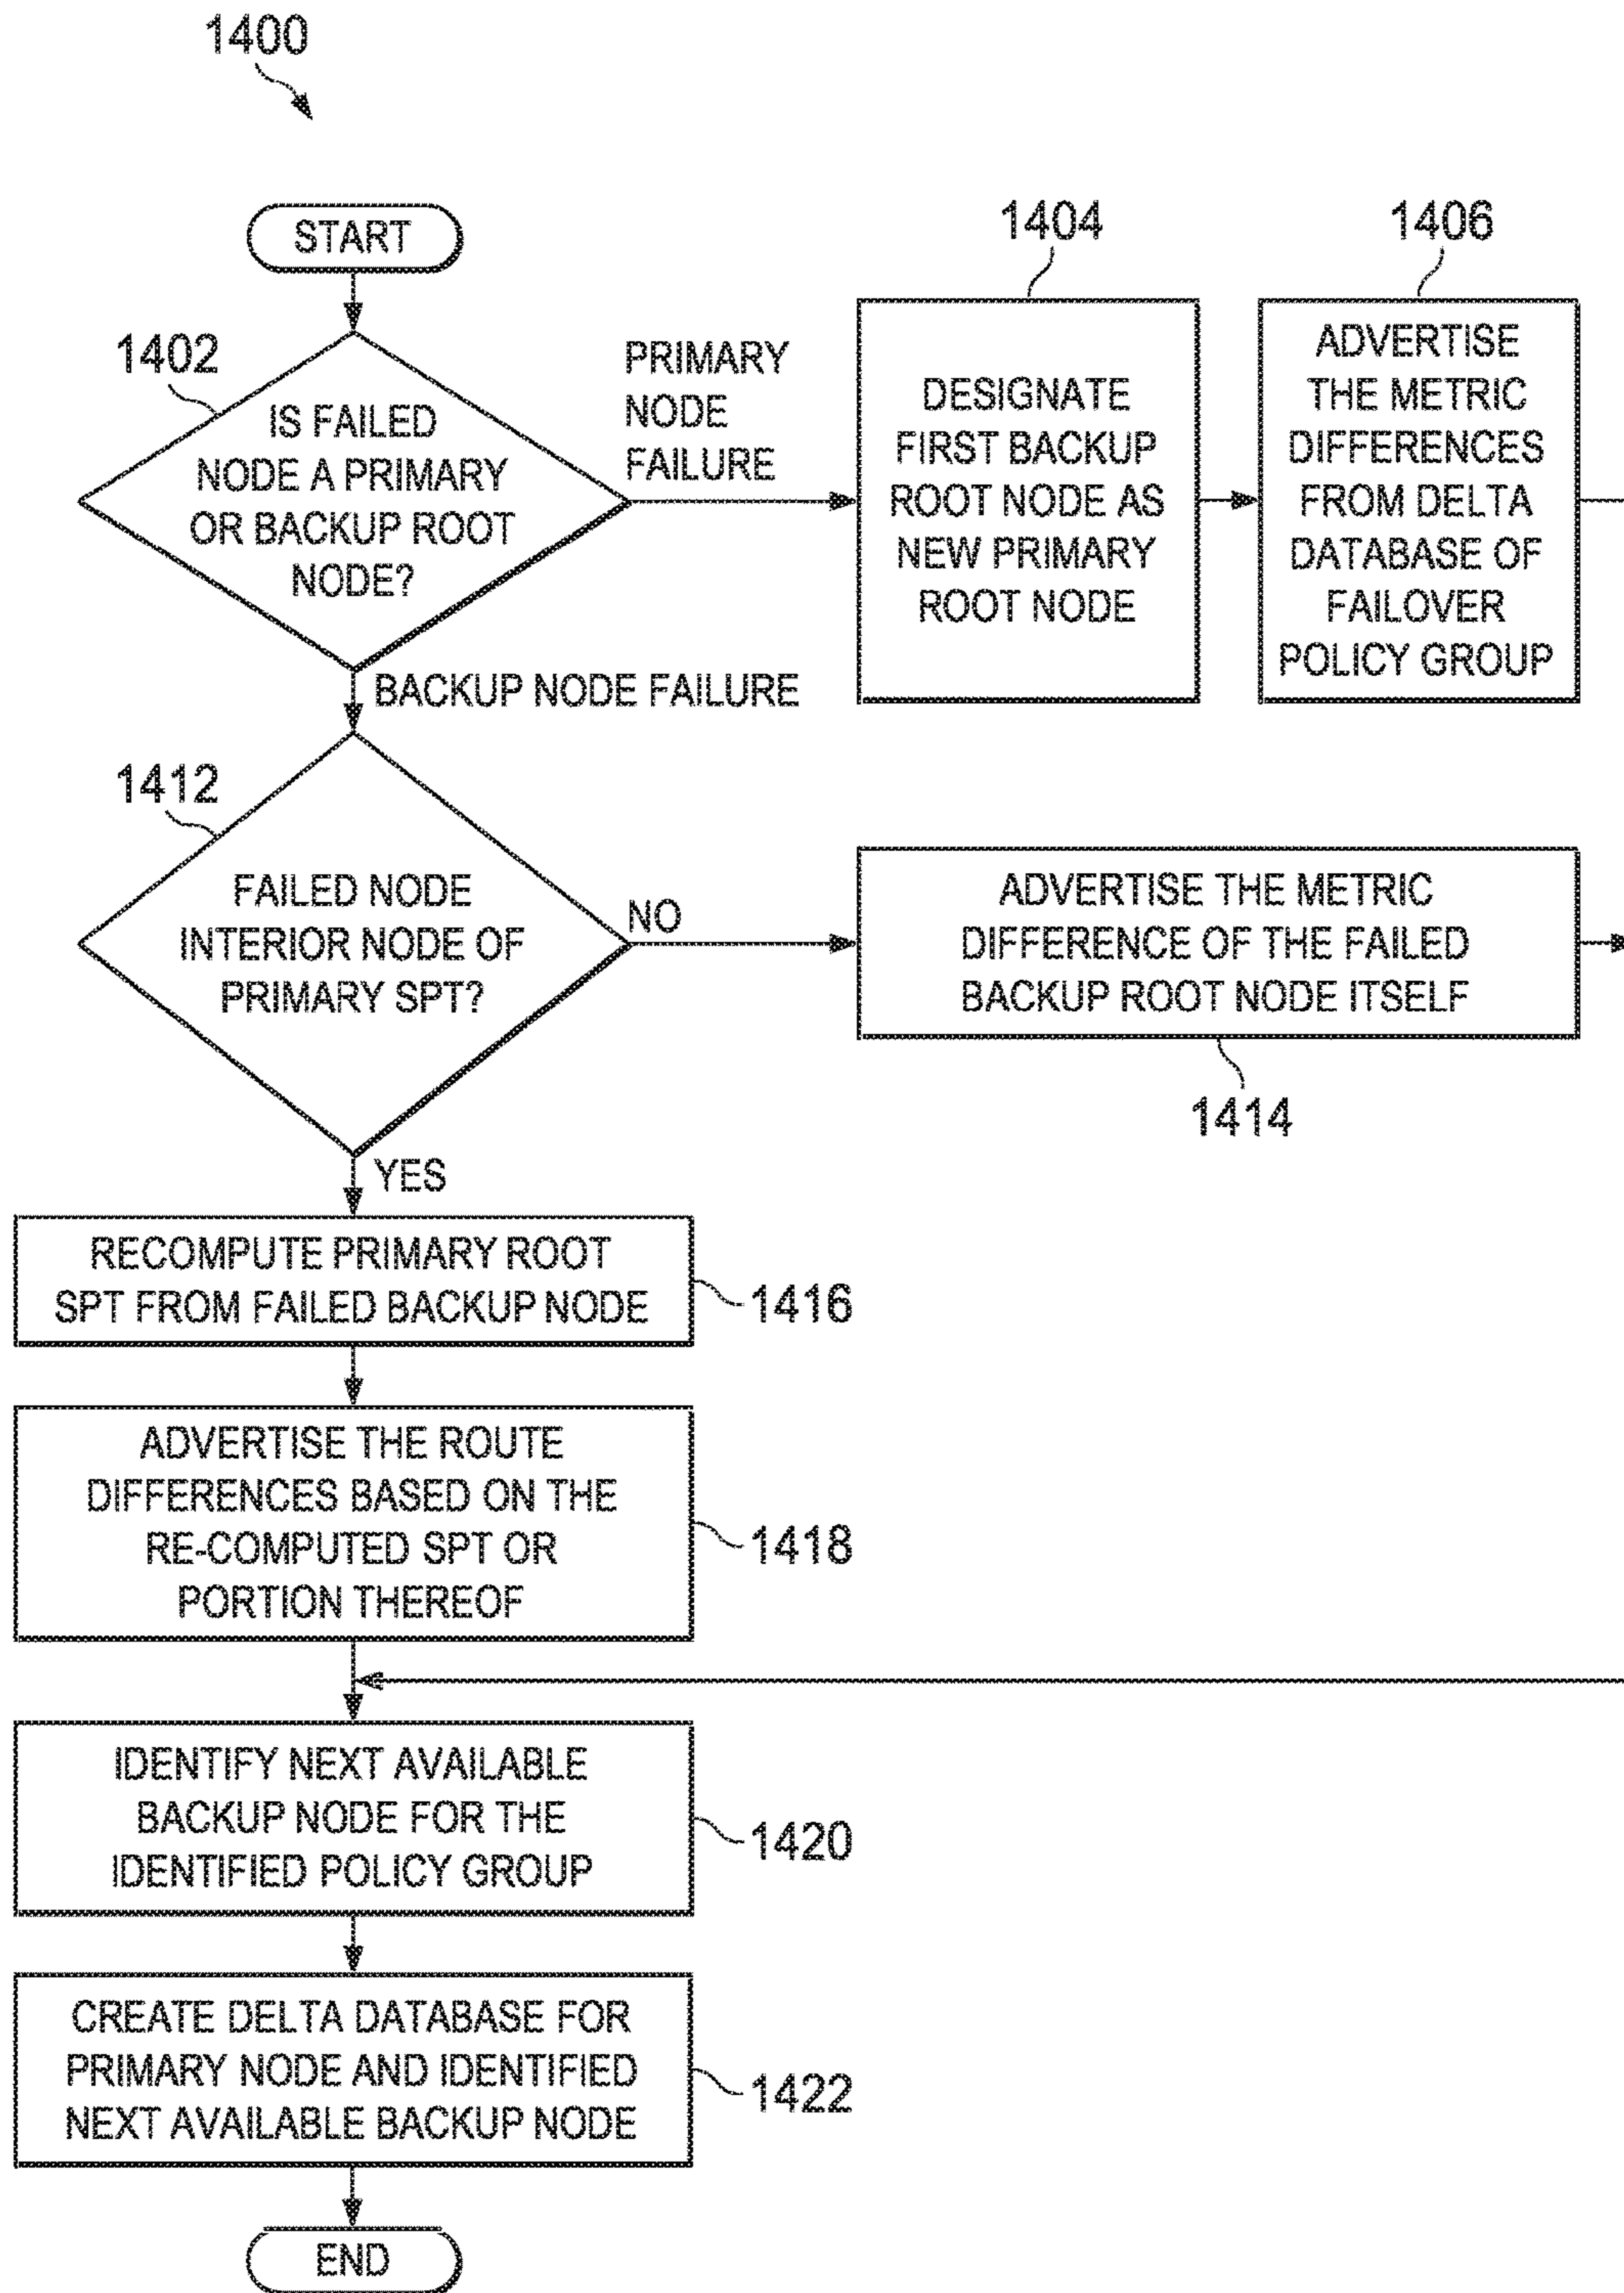 1400
START
1402
IS FAILED
NODE A PRIMARY
OR BACKUP ROOT
NODE?
PRIMARY
NODE
FAILURE
1404
DESIGNATE
FIRST BACKUP
ROOT NODE AS
NEW PRIMARY
ROOT NODE
1406
ADVERTISE
THE METRIC
DIFFERENCES
FROM DELTA
DATABASE OF
FAILOVER
POLICY GROUP
BACKUP NODE FAILURE
1412
FAILED NODE
INTERIOR NODE OF
PRIMARY SPT?
NO
ADVERTISE THE METRIC
DIFFERENCE OF THE FAILED
BACKUP ROOT NODE ITSELF
1414
YES
RECOMPUTE PRIMARY ROOT
SPT FROM FAILED BACKUP NODE
1416
ADVERTISE THE ROUTE
DIFFERENCES BASED ON THE
RE-COMPUTED SPT OR
PORTION THEREOF
1418
IDENTIFY NEXT AVAILABLE
BACKUP NODE FOR THE
IDENTIFIED POLICY GROUP
1420
CREATE DELTA DATABASE FOR
PRIMARY NODE AND IDENTIFIED
NEXT AVAILABLE BACKUP NODE
1422
END